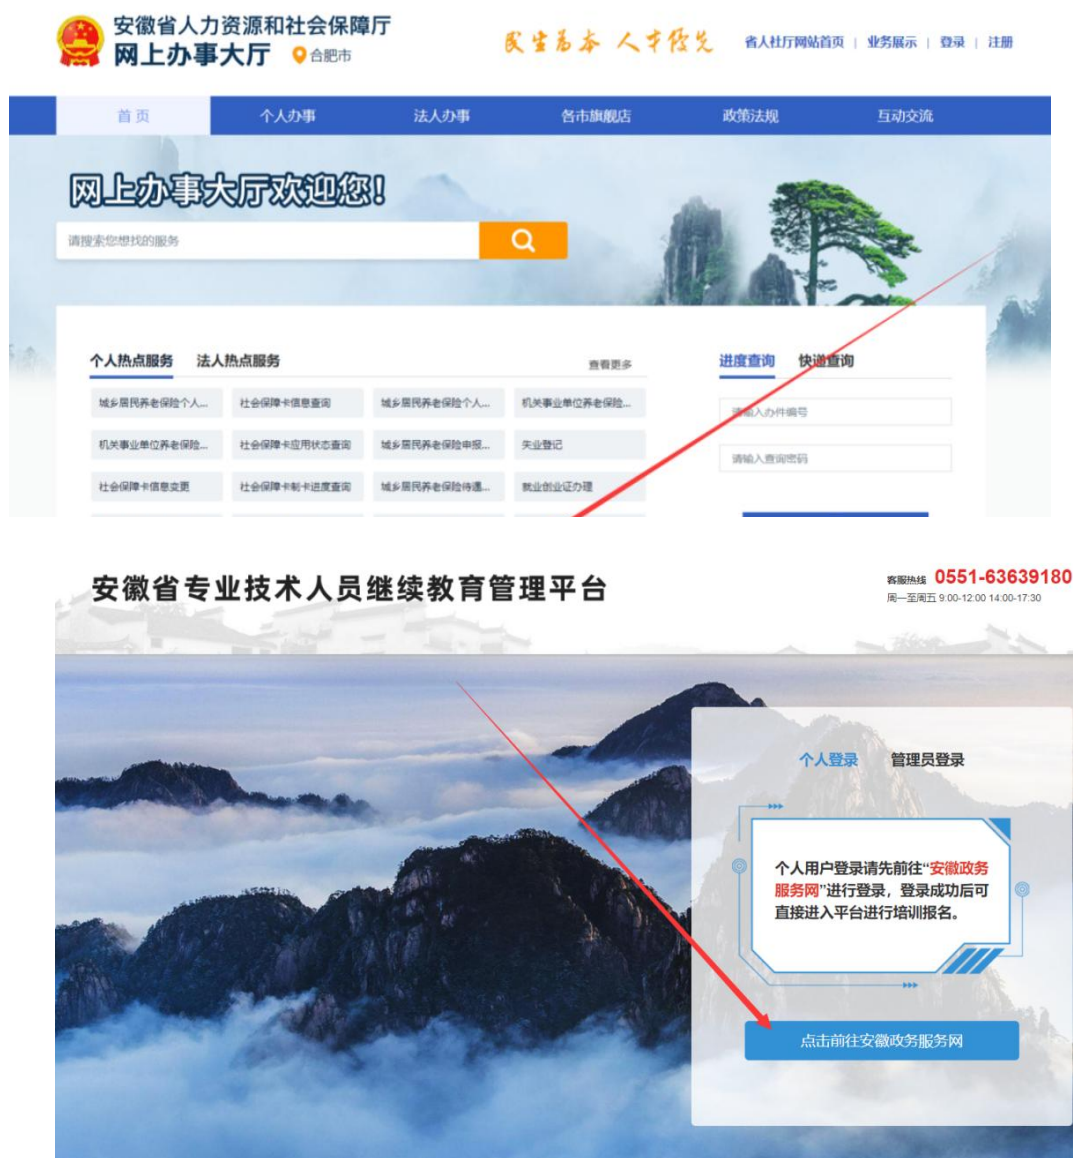 安徽省人力资源和社会保障厅
网上办事大厅 合肥市
民生为本 人才优先
省人社厅网站首页 | 业务展示 | 登录 | 注册
首页 个人办事 法人办事 各市旗舰店 政策法规 互动交流
网上办事大厅欢迎您!
请搜索您想找的服务
个人热点服务 法人热点服务 查看更多
进度查询 快递查询
城乡居民养老保险个人... 社会保障卡信息查询 城乡居民养老保险个人... 机关事业单位养老保险...
请输入办件编号
机关事业单位养老保险... 社会保障卡应用状态查询 城乡居民养老保险申报... 失业登记
请输入查询密码
社会保障卡信息变更 社会保障卡制卡进度查询 城乡居民养老保险待遇... 就业创业证办理
安徽省专业技术人员继续教育管理平台
客服热线 0551-63639180
周一至周五 9:00-12:00 14:00-17:30
个人登录 管理员登录
个人用户登录请先前往“安徽政务
服务网”进行登录，登录成功后可
直接进入平台进行培训报名。
点击前往安徽政务服务网